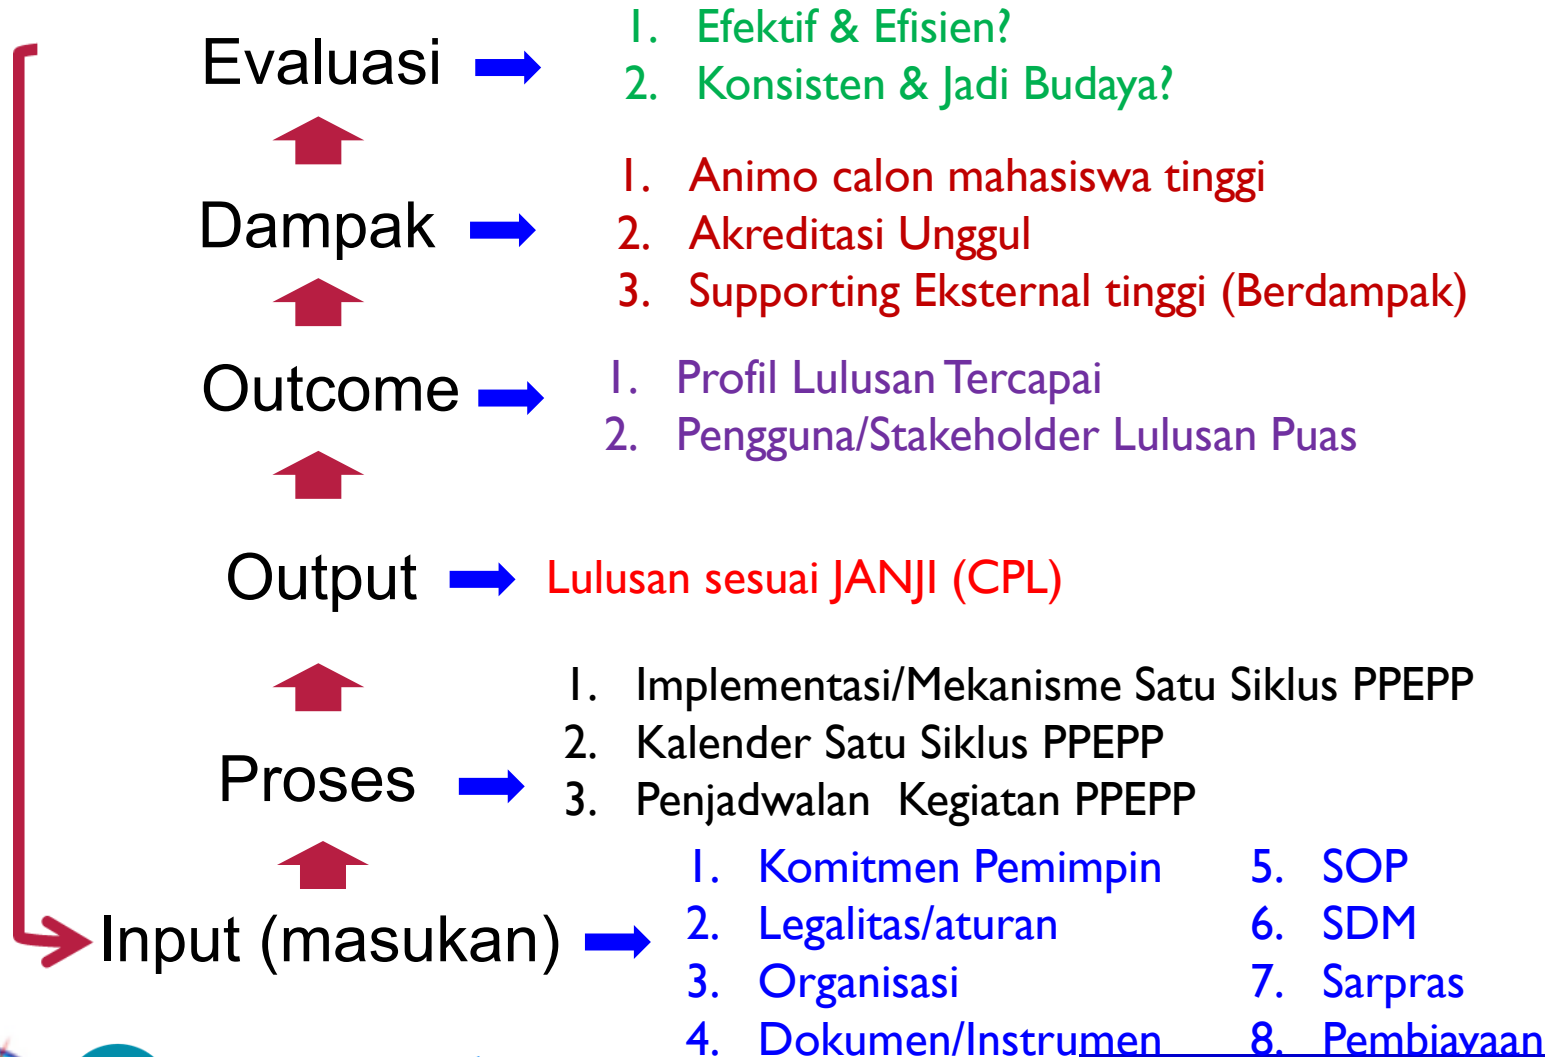 Evaluasi
1. Efektif & Efisien?
2. Konsisten & Jadi Budaya?
Dampak
1. Animo calon mahasiswa tinggi
2. Akreditasi Unggul
3. Supporting Eksternal tinggi (Berdampak)
Outcome
1. Profil Lulusan Tercapai
2. Pengguna/Stakeholder Lulusan Puas
Output
Lulusan sesuai JANJI (CPL)
Proses
1. Implementasi/Mekanisme Satu Siklus PPEPP
2. Kalender Satu Siklus PPEPP
3. Penjadwalan Kegiatan PPEPP
Input (masukan)
1. Komitmen Pemimpin
2. Legalitas/aturan
3. Organisasi
4. Dokumen/Instrumen
5. SOP
6. SDM
7. Sarpras
8. Pembiayaan